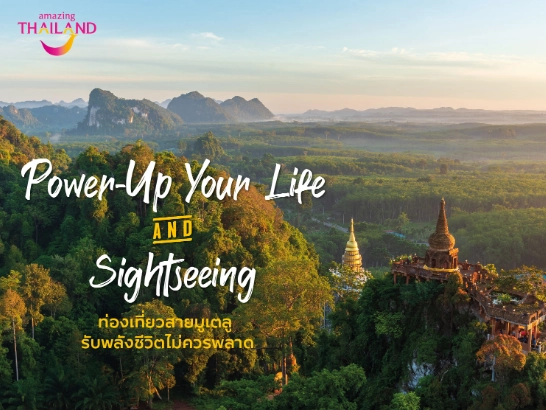 amazing
THAILAND
Power-Up Your Life
AND
Sightseeing
ท่องเที่ยวสายมูเตลู
รับพลังชีวิตไม่ควรพลาด